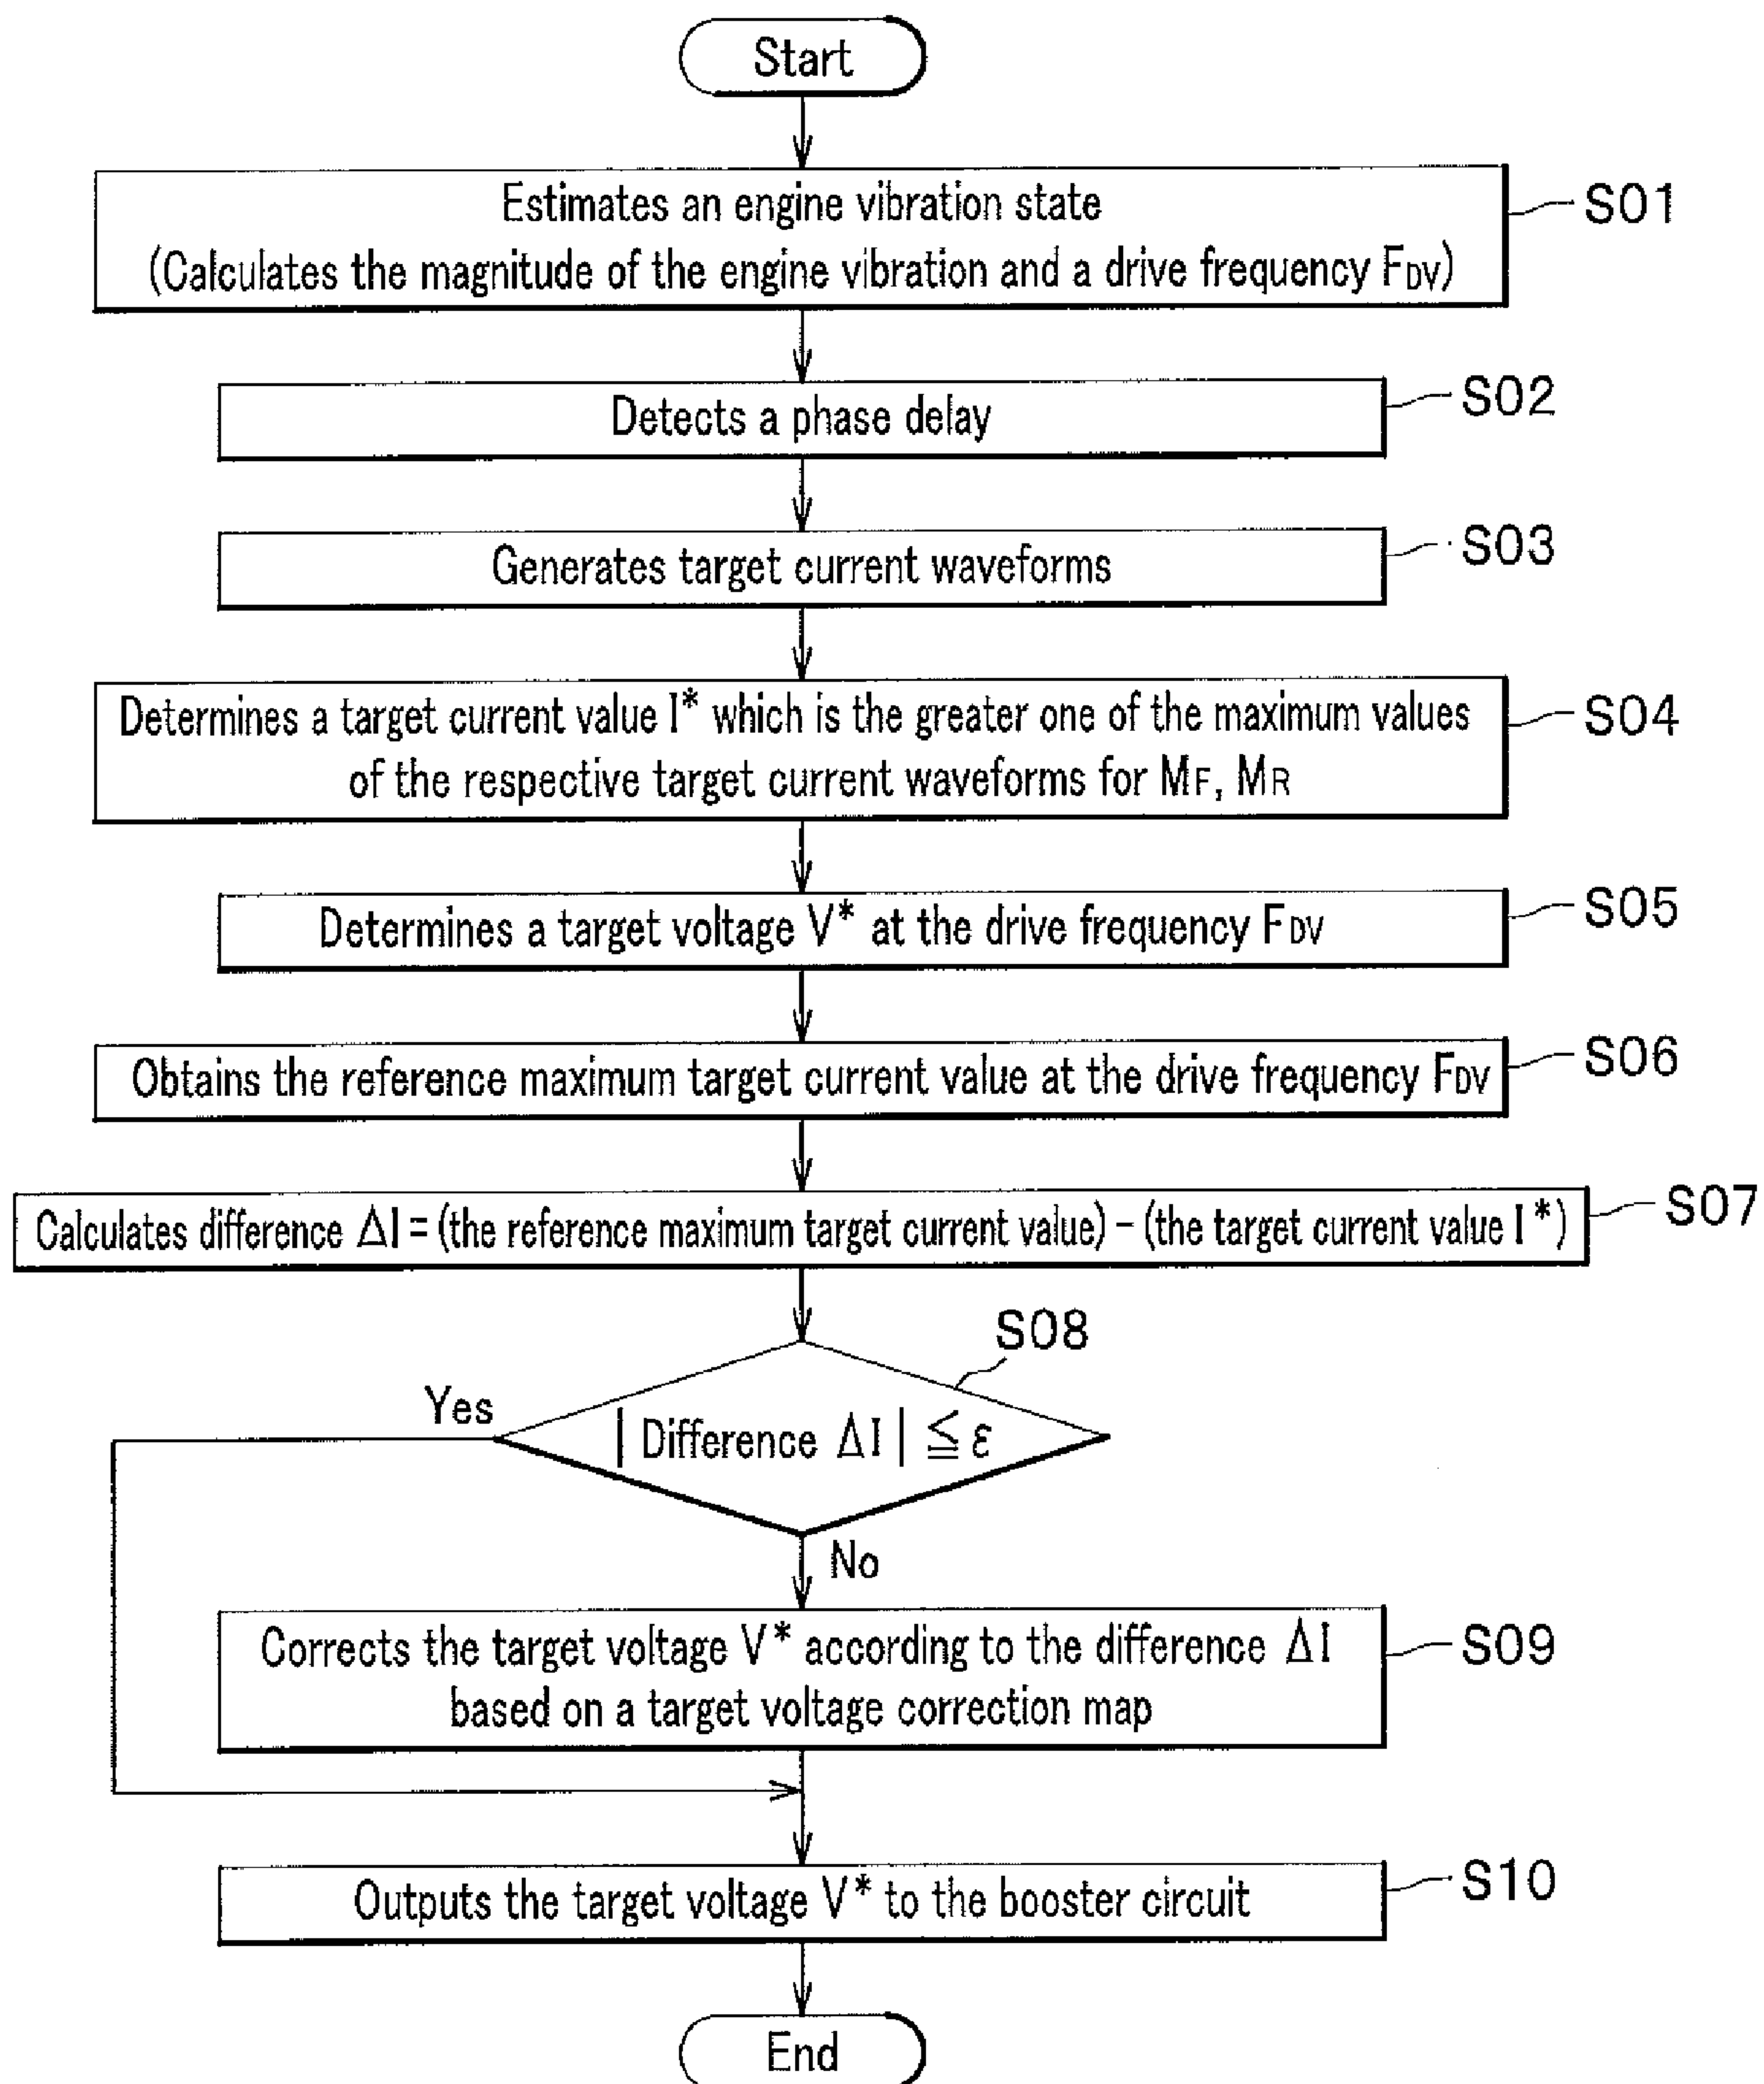 Start
Estimates an engine vibration state
(Calculates the magnitude of the engine vibration and a drive frequency FDV)
S01
Detects a phase delay
S02
Generates target current waveforms
S03
Determines a target current value I* which is the greater one of the maximum values
of the respective target current waveforms for MF, MR
S04
Determines a target voltage V* at the drive frequency FDV
S05
Obtains the reference maximum target current value at the drive frequency FDV
S06
Calculates difference ΔI = (the reference maximum target current value) - (the target current value I*)
S07
S08
Yes
| Difference ΔI | ≦ ε
No
Corrects the target voltage V* according to the difference ΔI
based on a target voltage correction map
S09
Outputs the target voltage V* to the booster circuit
S10
End